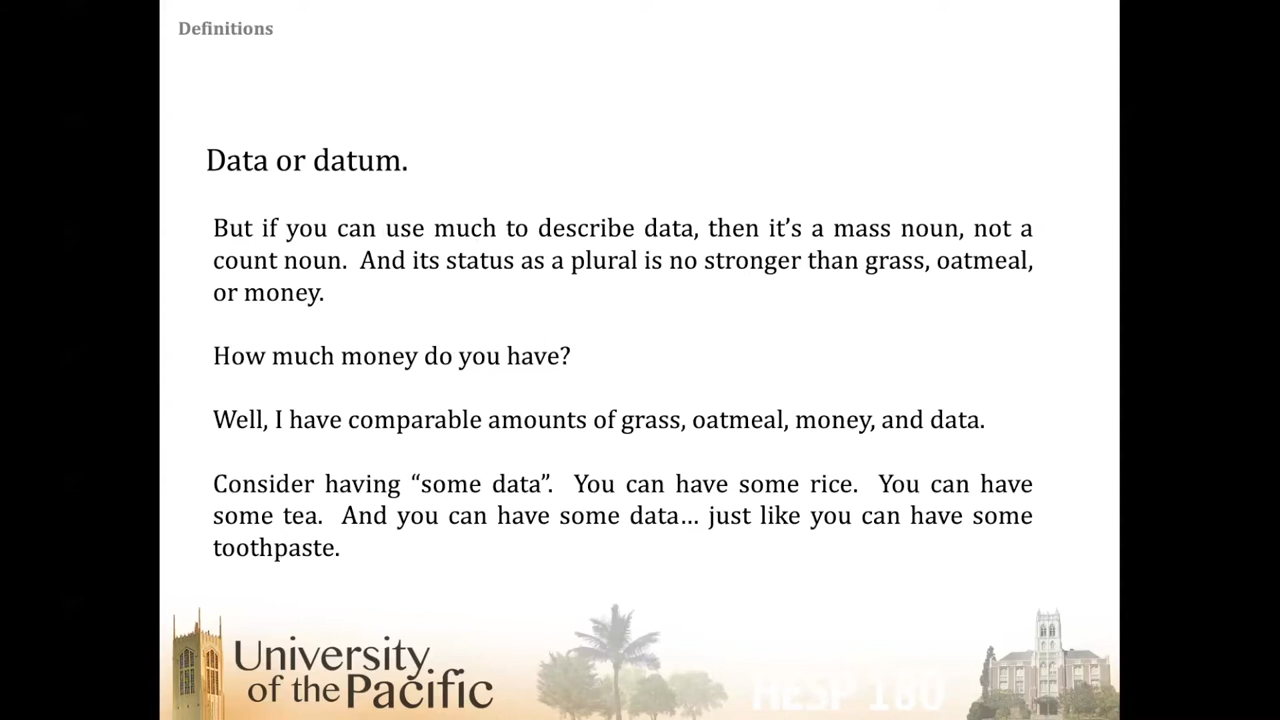 Definitions
Data or datum.
But if you can use much to describe data, then it’s a mass noun, not a
count noun.  And its status as a plural is no stronger than grass, oatmeal,
or money.
How much money do you have?
Well, I have comparable amounts of grass, oatmeal, money, and data.
Consider having “some data”.  You can have some rice.  You can have
some tea.  And you can have some data… just like you can have some
toothpaste.
University
of the Pacific
HESP 180